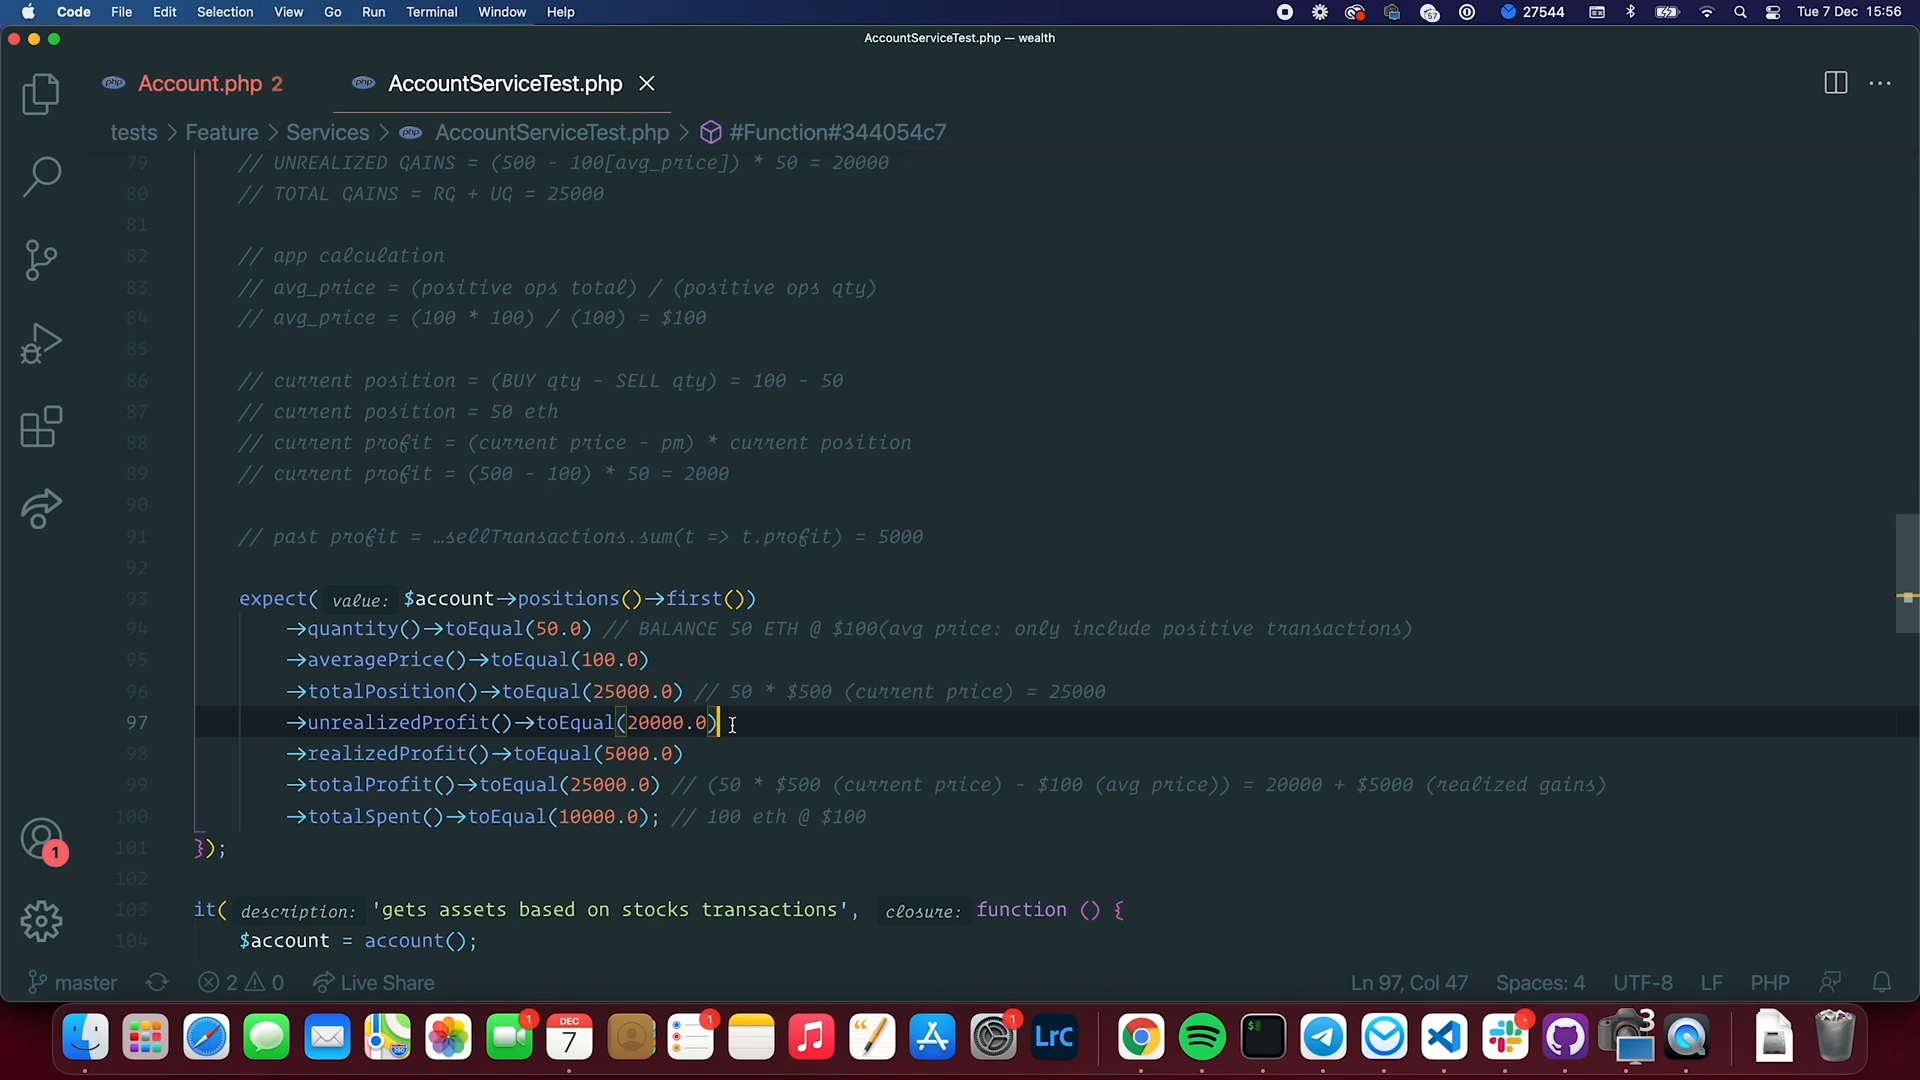 Code File Edit Selection View Go Run Terminal Window Help 57 27544 Tue 7 Dec 15:56
AccountServiceTest.php — wealth
php Account.php 2 php AccountServiceTest.php
tests > Feature > Services > php AccountServiceTest.php > #Function#344054c7
79 // UNREALIZED GAINS = (500 - 100[avg_price]) * 50 = 20000
80 // TOTAL GAINS = RG + UG = 25000
81
82 // app calculation
83 // avg_price = (positive ops total) / (positive ops qty)
84 // avg_price = (100 * 100) / (100) = $100
85
86 // current position = (BUY qty - SELL qty) = 100 - 50
87 // current position = 50 eth
88 // current profit = (current price - pm) * current position
89 // current profit = (500 - 100) * 50 = 2000
90
91 // past profit = …sellTransactions.sum(t => t.profit) = 5000
92
93 expect( value: $account→positions()→first())
94 →quantity()→toEqual(50.0) // BALANCE 50 ETH @ $100(avg price: only include positive transactions)
95 →averagePrice()→toEqual(100.0)
96 →totalPosition()→toEqual(25000.0) // 50 * $500 (current price) = 25000
97 →unrealizedProfit()→toEqual(20000.0)
98 →realizedProfit()→toEqual(5000.0)
99 →totalProfit()→toEqual(25000.0) // (50 * $500 (current price) - $100 (avg price)) = 20000 + $5000 (realized gains)
100 →totalSpent()→toEqual(10000.0); // 100 eth @ $100
101 });
102
103 it( description: 'gets assets based on stocks transactions', closure: function () {
104 $account = account();
1
master 2 0 Live Share Ln 97, Col 47 Spaces: 4 UTF-8 LF PHP
1 DEC 7 1 1 LrC $ 3
280